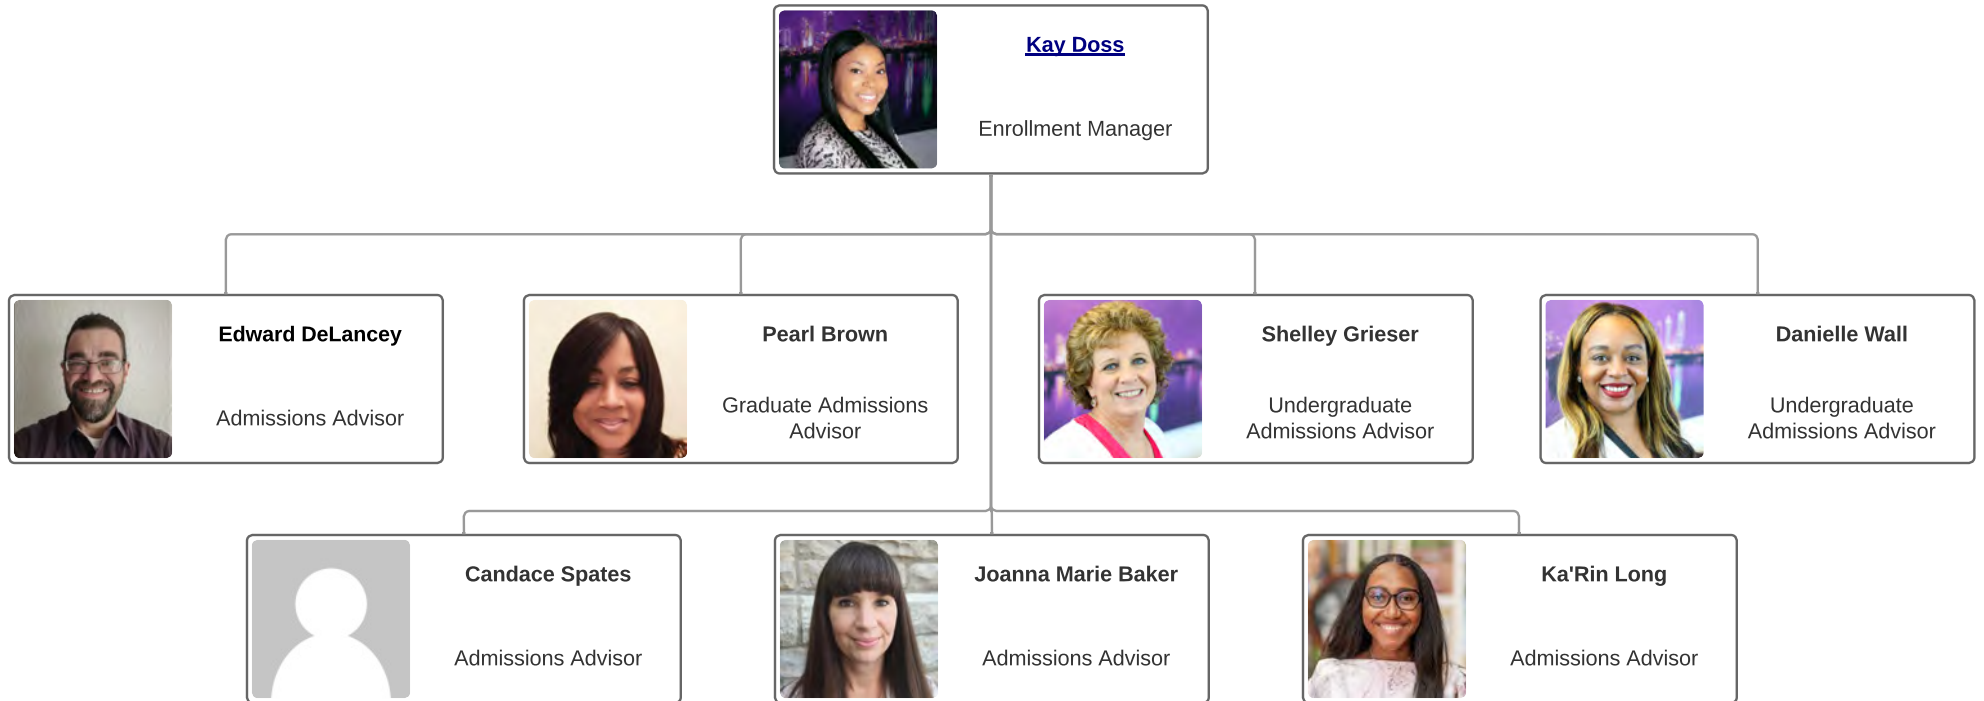 Kay Doss
Enrollment Manager
Edward DeLancey
Admissions Advisor
Pearl Brown
Graduate Admissions
Advisor
Shelley Grieser
Undergraduate
Admissions Advisor
Danielle Wall
Undergraduate
Admissions Advisor
Candace Spates
Admissions Advisor
Joanna Marie Baker
Admissions Advisor
Ka'Rin Long
Admissions Advisor